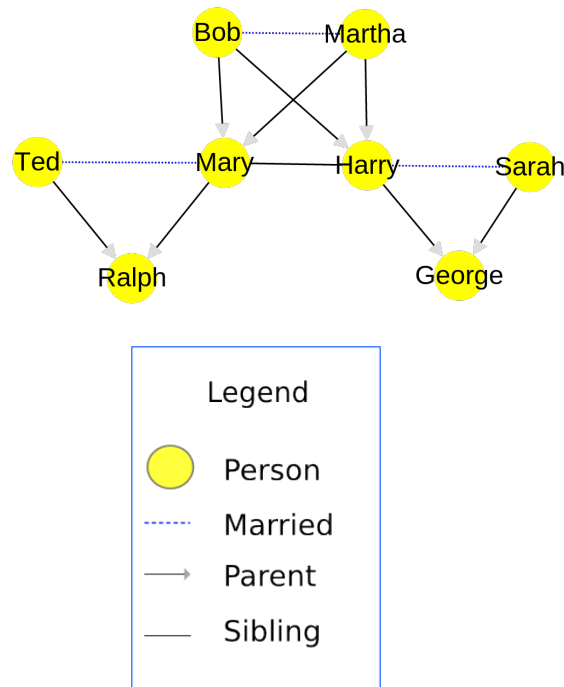 Bob
Martha
Ted
Mary
Harry
Sarah
Ralph
George
Legend
Person
Married
Parent
Sibling